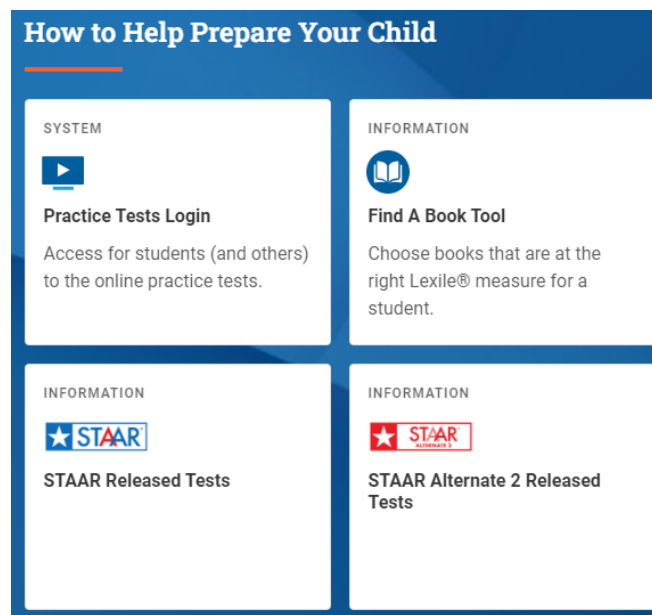 How to Help Prepare Your Child
SYSTEM
Practice Tests Login
Access for students (and others)
to the online practice tests.
INFORMATION
Find A Book Tool
Choose books that are at the
right Lexile® measure for a
student.
INFORMATION
STAAR
STAAR Released Tests
INFORMATION
STAAR
ALTERNATE 2
STAAR Alternate 2 Released
Tests